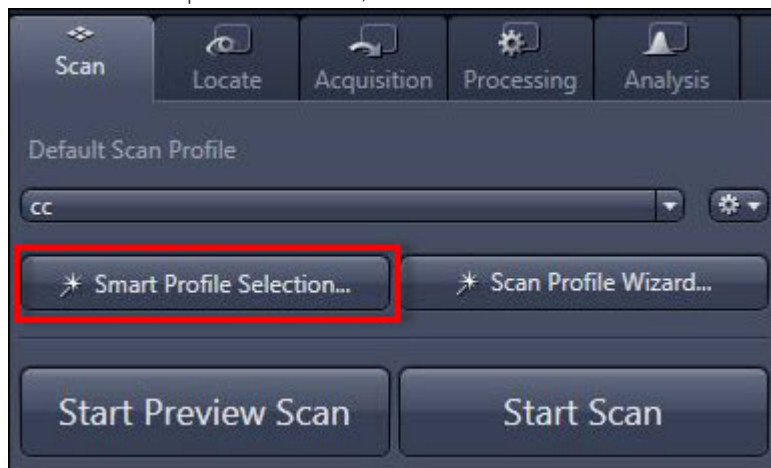 Scan
Locate
Acquisition
Processing
Analysis
Default Scan Profile
cc
Smart Profile Selection...
Scan Profile Wizard...
Start Preview Scan
Start Scan